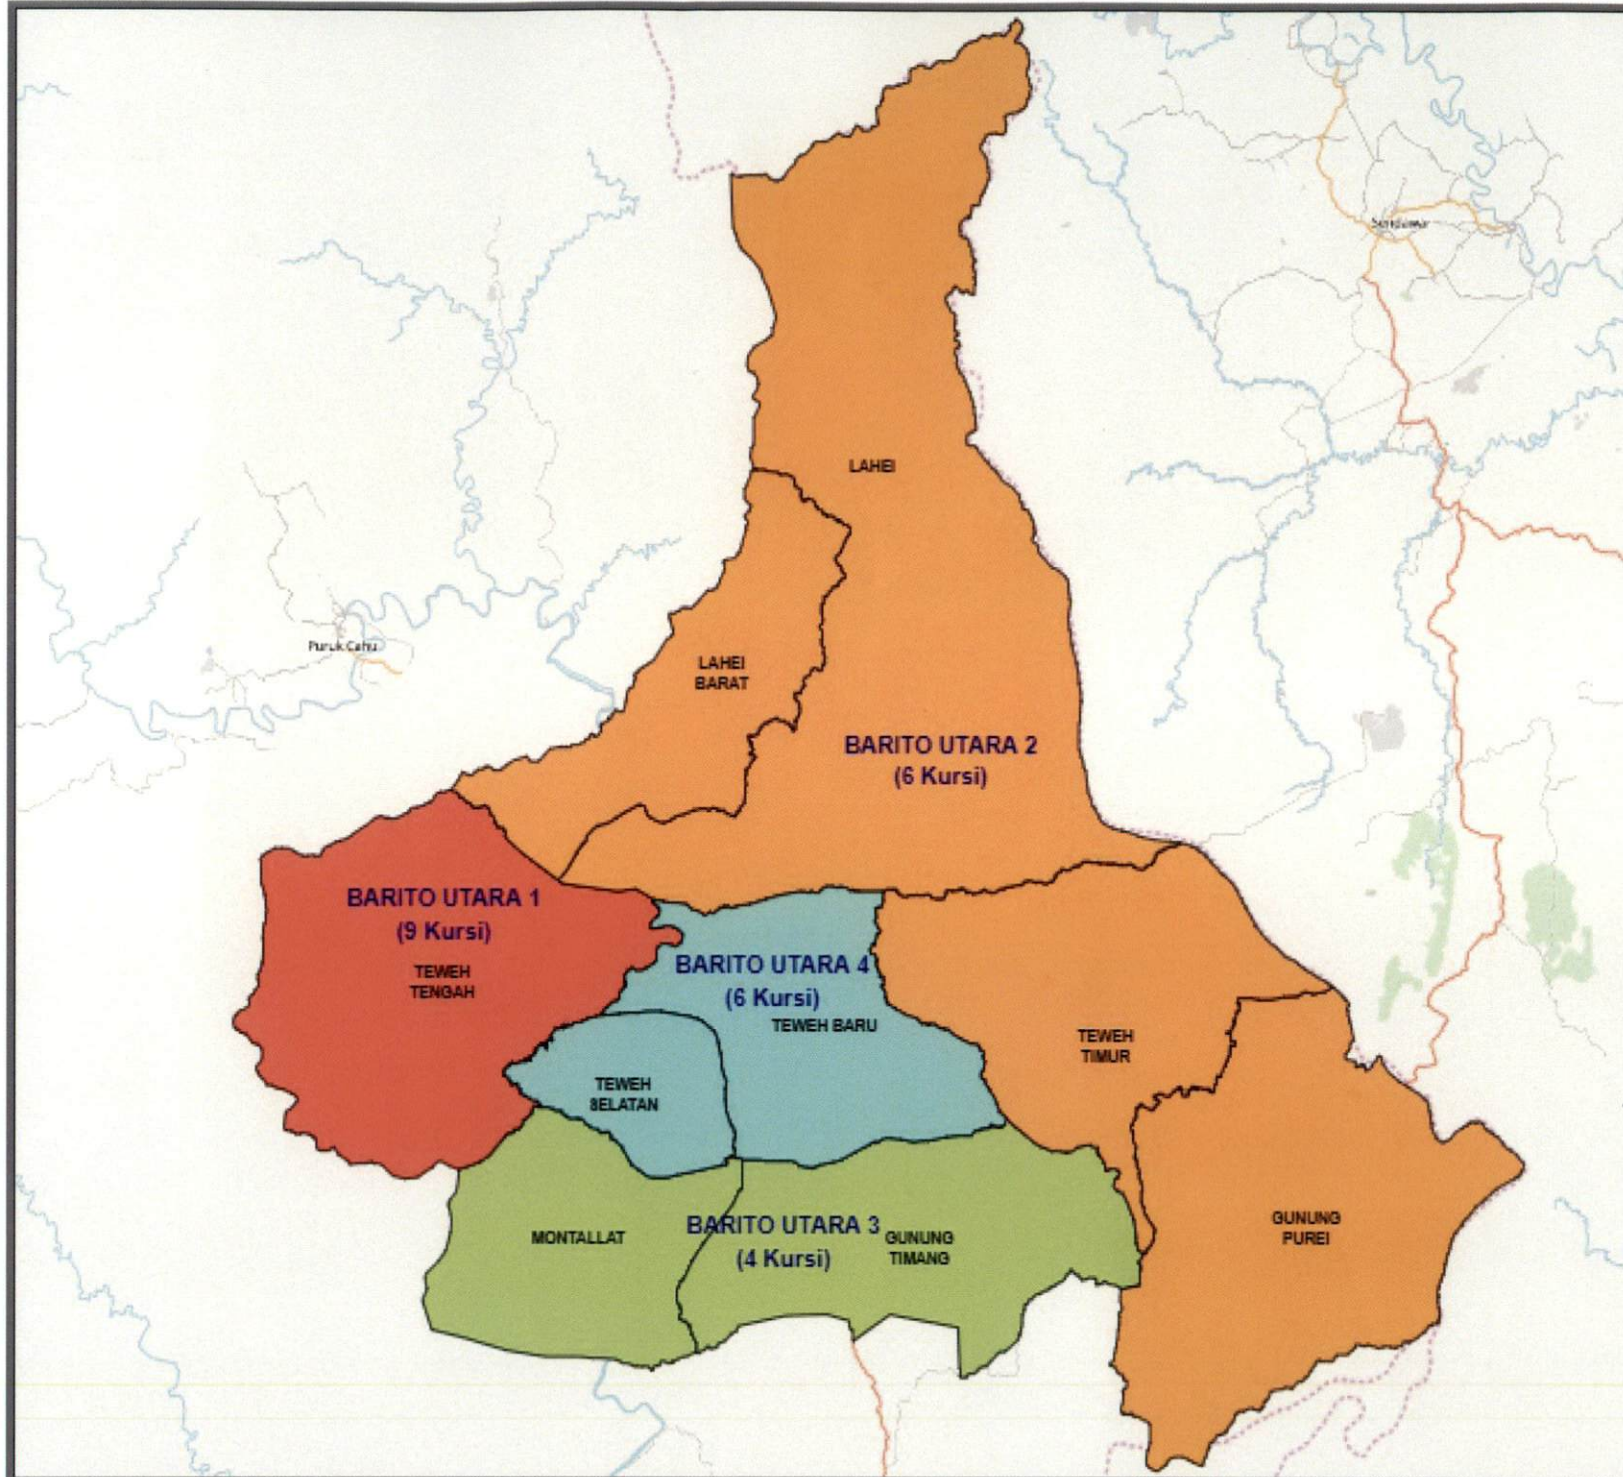 Sendawar
LAHEI
Puruk Cahu
LAHEI
BARAT
BARITO UTARA 2
(6 Kursi)
BARITO UTARA 1
(9 Kursi)
TEWEH
TENGAH
BARITO UTARA 4
(6 Kursi)
TEWEH BARU
TEWEH
TIMUR
TEWEH
SELATAN
MONTALLAT
BARITO UTARA 3
(4 Kursi)
GUNUNG
TIMANG
GUNUNG
PUREI